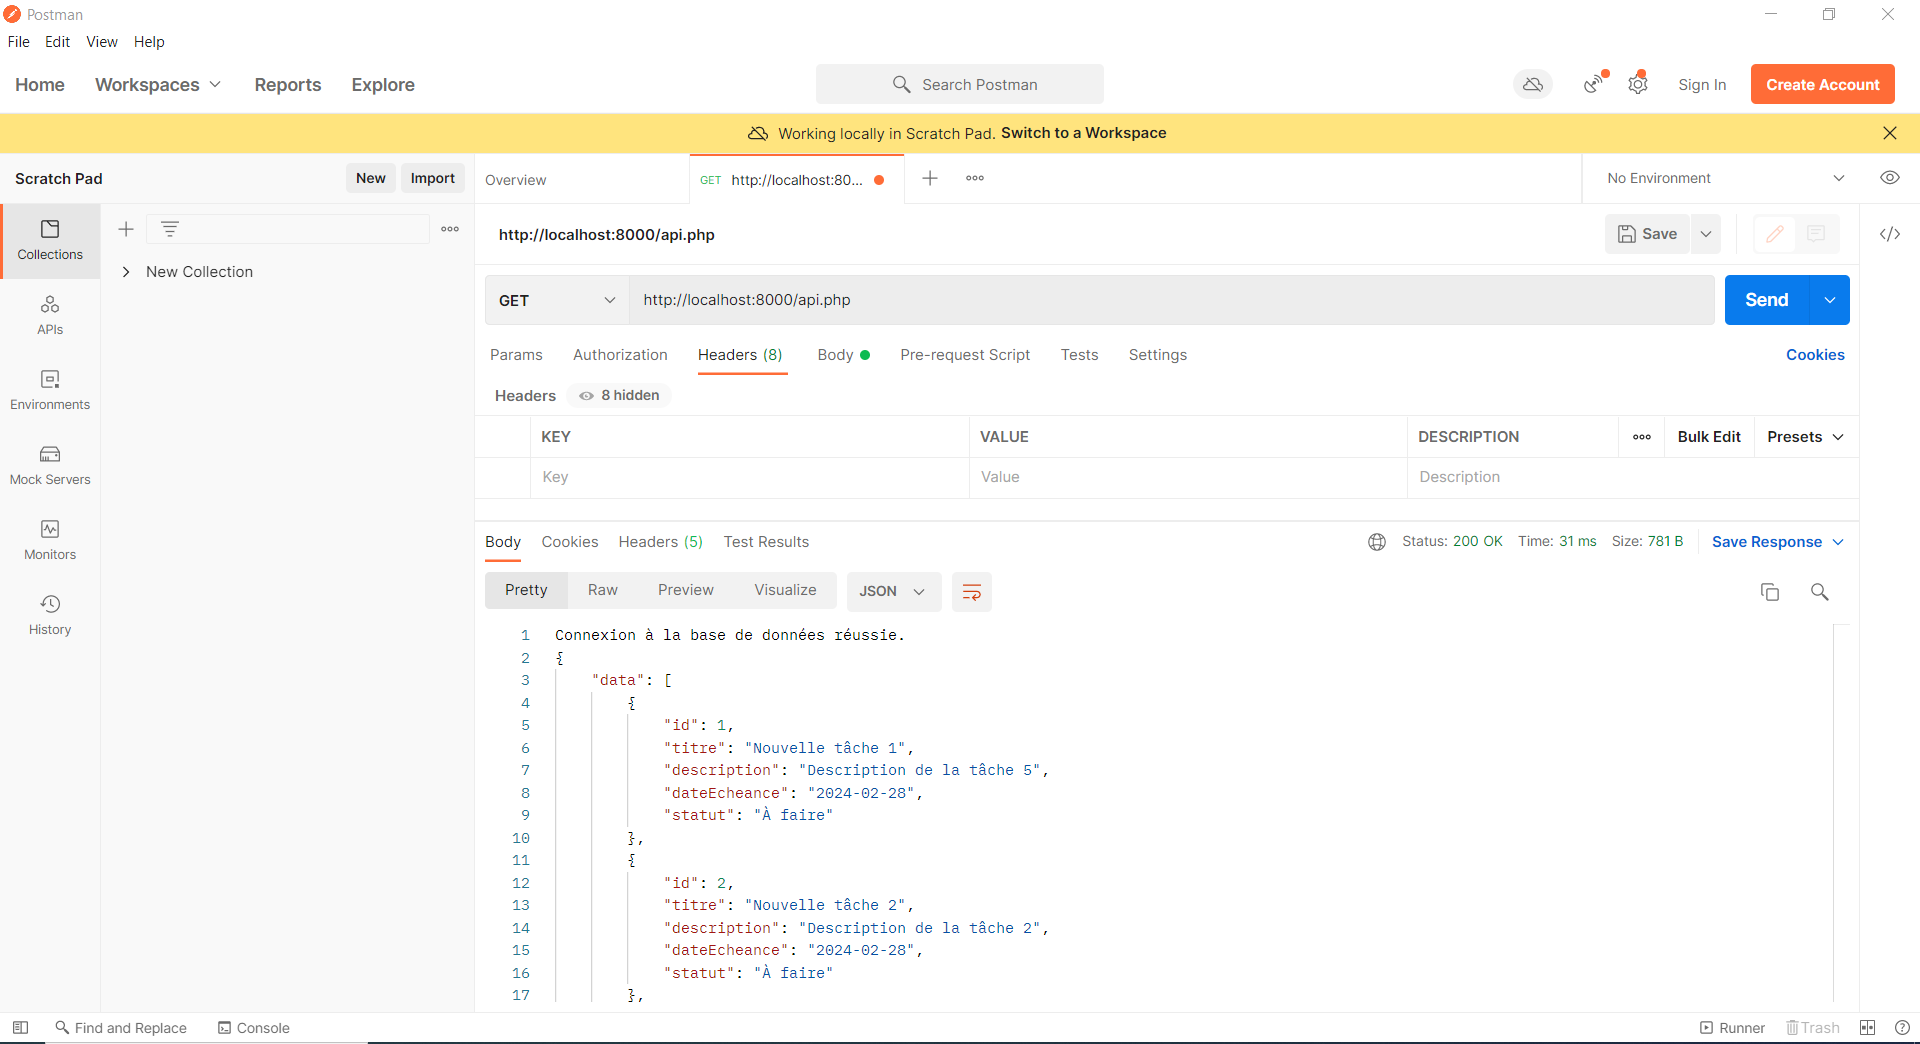 Postman
File Edit View Help
Home Workspaces Reports Explore Search Postman Sign In Create Account
Working locally in Scratch Pad. Switch to a Workspace
Scratch Pad New Import Overview GET http://localhost:80... No Environment
Collections
APIs
Environments
Mock Servers
Monitors
History
New Collection
http://localhost:8000/api.php Save
GET http://localhost:8000/api.php Send
Params Authorization Headers (8) Body Pre-request Script Tests Settings Cookies
Headers 8 hidden
KEY VALUE DESCRIPTION Bulk Edit Presets
Key Value Description
Body Cookies Headers (5) Test Results Status: 200 OK Time: 31 ms Size: 781 B Save Response
Pretty Raw Preview Visualize JSON
1 Connexion à la base de données réussie.
2 {
3 "data": [
4 {
5 "id": 1,
6 "titre": "Nouvelle tâche 1",
7 "description": "Description de la tâche 5",
8 "dateEcheance": "2024-02-28",
9 "statut": "À faire"
10 },
11 {
12 "id": 2,
13 "titre": "Nouvelle tâche 2",
14 "description": "Description de la tâche 2",
15 "dateEcheance": "2024-02-28",
16 "statut": "À faire"
17 },
Find and Replace Console Runner Trash